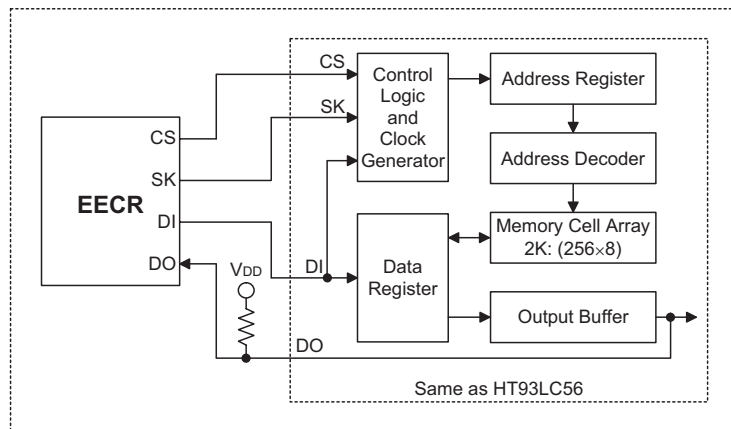 CS
SK
Control
Logic
and
Clock
Generator
Address Register
Address Decoder
Memory Cell Array
2K: (256×8)
EECR
CS
SK
DI
DO
VDD
DI
Data
Register
Output Buffer
DO
Same as HT93LC56